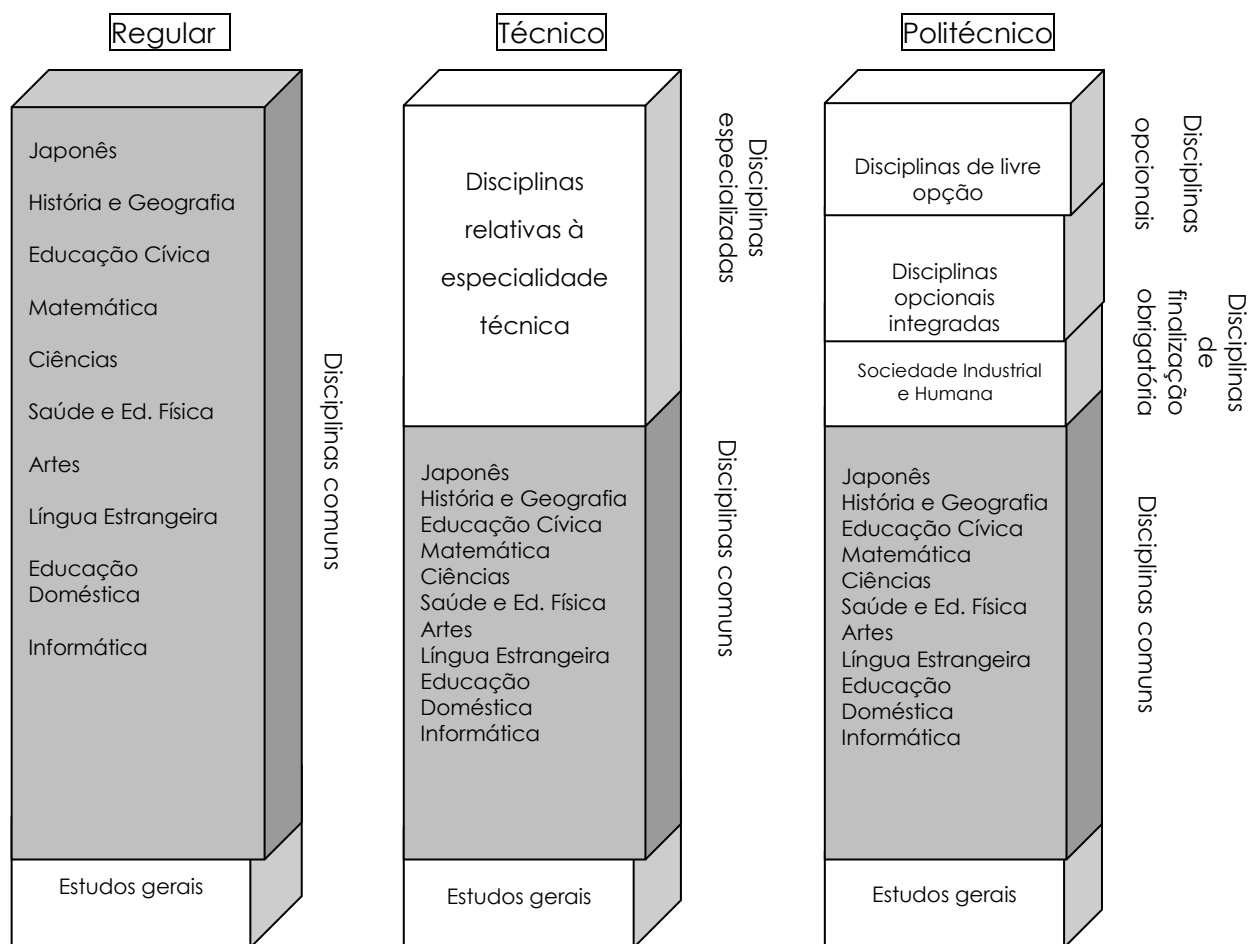 Regular
Japonês
História e Geografia
Educação Cívica
Matemática
Ciências
Saúde e Ed. Física
Artes
Língua Estrangeira
Educação
Doméstica
Informática
Estudos gerais
Disciplinas comuns
Técnico
Disciplinas
relativas à
especialidade
técnica
Disciplinas
especializadas
Japonês
História e Geografia
Educação Cívica
Matemática
Ciências
Saúde e Ed. Física
Artes
Língua Estrangeira
Educação
Doméstica
Informática
Disciplinas comuns
Estudos gerais
Politécnico
Disciplinas de livre
opção
Disciplinas
opcionais
Disciplinas
opcionais
integradas
Sociedade Industrial
e Humana
Disciplinas
de
finalização
obrigatória
Japonês
História e Geografia
Educação Cívica
Matemática
Ciências
Saúde e Ed. Física
Artes
Língua Estrangeira
Educação
Doméstica
Informática
Disciplinas comuns
Estudos gerais